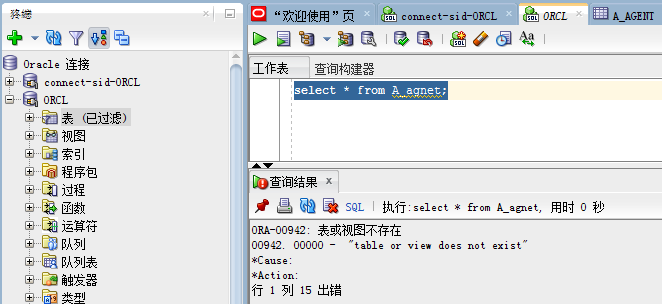 终端
"欢迎使用"页
connect-sid-ORCL
ORCL
A_AGENT
工作表
查询构建器
Oracle 连接
connect-sid-ORCL
ORCL
表 (已过滤)
视图
索引
程序包
过程
函数
运算符
队列
队列表
触发器
类型
select * from A_agnet;
查询结果
SQL
执行:select * from A_agnet, 用时 0 秒
ORA-00942: 表或视图不存在
00942. 00000 -  "table or view does not exist"
*Cause:
*Action:
行 1 列 15 出错